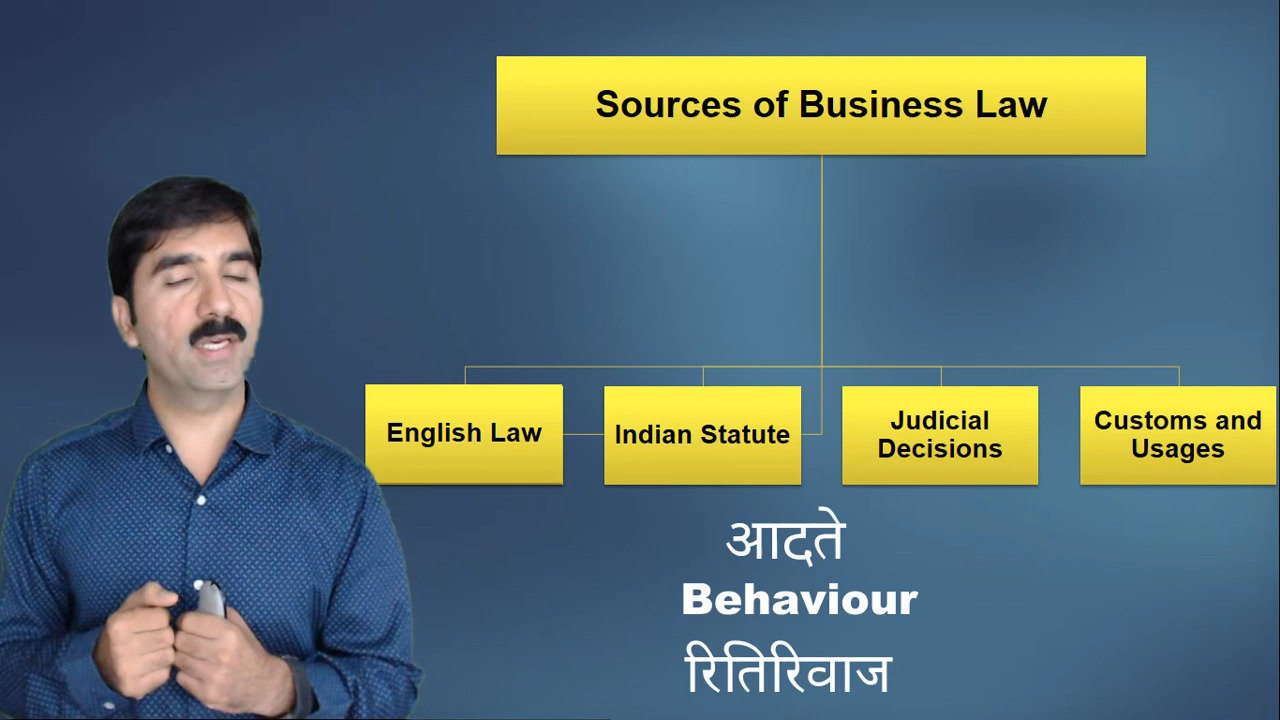 Sources of Business Law
English Law
Indian Statute
Judicial
Decisions
Customs and
Usages
आदते
Behaviour
रितिरिवाज